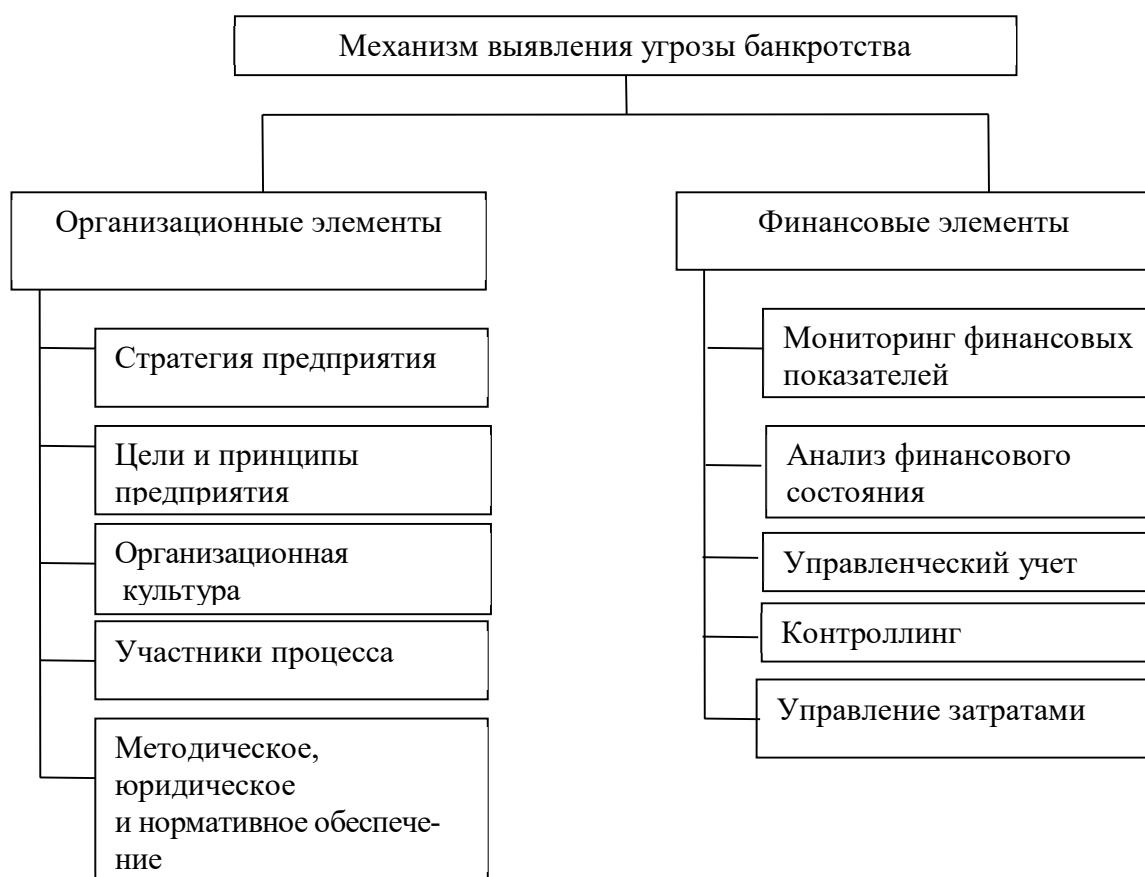 Механизм выявления угрозы банкротства
Организационные элементы
Стратегия предприятия
Цели и принципы
предприятия
Организационная
культура
Участники процесса
Методическое,
юридическое
и нормативное обеспече-
ние
Финансовые элементы
Мониторинг финансовых
показателей
Анализ финансового
состояния
Управленческий учет
Контроллинг
Управление затратами